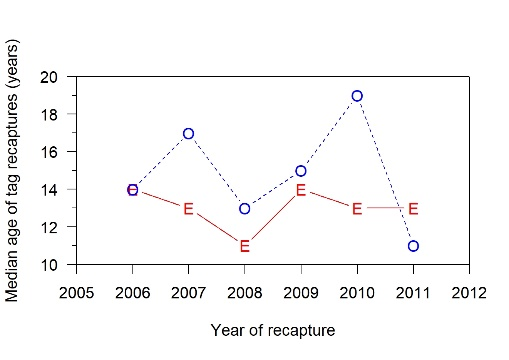 Median age of tag recaptures (years)
20
18
16
14
12
10
O
O
O
O
O
O
E
E
E
E
E
E
2005 2006 2007 2008 2009 2010 2011 2012
Year of recapture